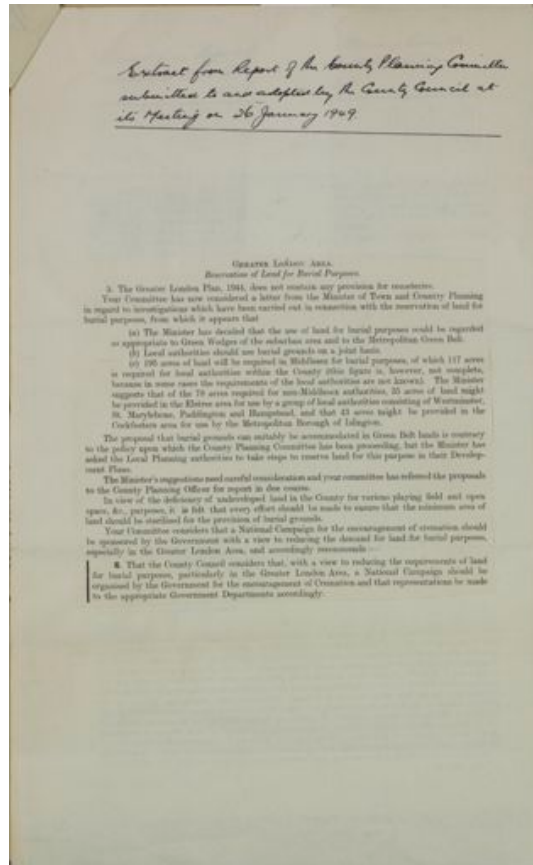 Extract from Report of the County Planning Committee
submitted to and adopted by the County Council at
its Meeting on 26 January 1949.
GREATER LONDON AREA.
Reservation of Land for Burial Purposes
5. The Greater London Plan, 1944, does not contain any provision for cemeteries.
Your Committee has now considered a letter from the Minister of Town and Country Planning
in regard to investigations which have been carried out in connection with the reservation of land for
burial purposes, from which it appears that
(a) The Minister has decided that the use of land for burial purposes could be regarded
as appropriate to Green Wedges of the suburban area and to the Metropolitan Green Belt.
(b) Local authorities should use burial grounds on a joint basis.
(c) 195 acres of land will be required in Middlesex for burial purposes, of which 117 acres
is required for local authorities within the County (this figure is, however, not complete,
because in some cases the requirements of the local authorities are not known). The Minister
suggests that of the 78 acres required for non-Middlesex authorities, 35 acres of land might
be provided in the Elstree area for use by a group of local authorities consisting of Westminster,
St. Marylebone, Paddington and Hampstead, and that 43 acres might be provided in the
Cockfosters area for use by the Metropolitan Borough of Islington.
The proposal that burial grounds can suitably be accommodated in Green Belt lands is contrary
to the policy upon which the County Planning Committee has been proceeding, but the Minister has
asked the Local Planning authorities to take steps to reserve land for this purpose in their Develop-
ment Plans.
The Minister's suggestions need careful consideration and your committee has referred the proposals
to the County Planning Officer for report in due course.
In view of the deficiency of undeveloped land in the County for various playing field and open
space, &c., purposes, it is felt that every effort should be made to ensure that the minimum area of
land should be sterilised for the provision of burial grounds.
Your Committee considers that a National Campaign for the encouragement of cremation should
be sponsored by the Government with a view to reducing the demand for land for burial purposes,
especially in the Greater London Area, and accordingly recommends—
That the County Council considers that, with a view to reducing the requirements of land
for burial purposes, particularly in the Greater London Area, a National Campaign should be
organised by the Government for the encouragement of Cremation and that representations be made
to the appropriate Government Departments accordingly.